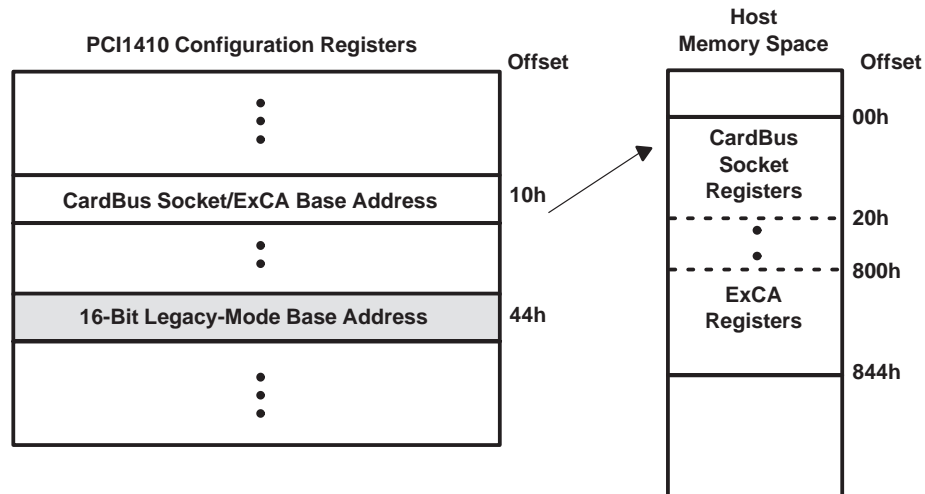 PCI1410 Configuration Registers
Offset
CardBus Socket/ExCA Base Address
10h
16-Bit Legacy-Mode Base Address
44h
Host
Memory Space
Offset
00h
CardBus
Socket
Registers
20h
800h
ExCA
Registers
844h